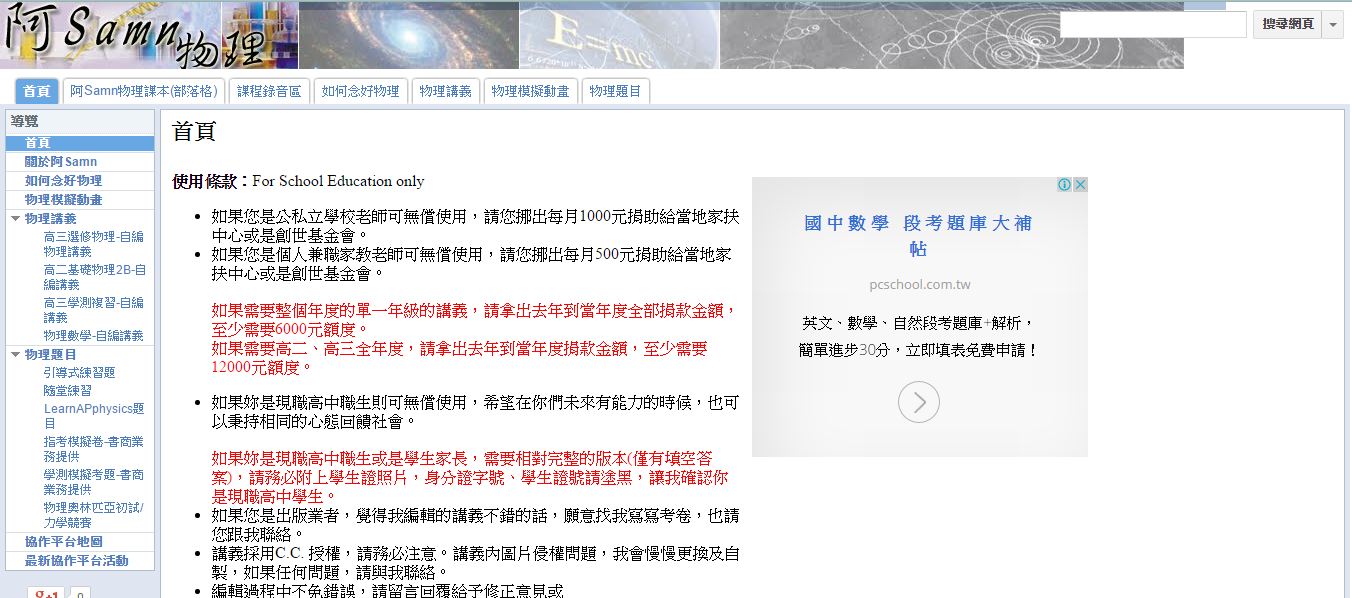 阿Samn物理
E=mc
搜尋網頁
首頁
阿Samn物理課本(部落格)
課程錄音區
如何念好物理
物理講義
物理模擬動畫
物理題目
導覽
首頁
關於阿Samn
如何念好物理
物理模擬動畫
物理講義
高三選修物理-自編
物理講義
高二基礎物理2B-自
編講義
高三學測複習-自編
講義
物理數學-自編講義
物理題目
引導式練習題
隨堂練習
LearnAPphysics題
目
指考模擬卷-書商業
務提供
學測模擬考題-書商
業務提供
物理奧林匹亞初試/
力學競賽
協作平台地圖
最新協作平台活動
g+1
0
首頁
使用條款：For School Education only
如果您是公私立學校老師可無償使用，請您挪出每月1000元捐助給當地家扶
中心或是創世基金會。
如果您是個人兼職家教老師可無償使用，請您挪出每月500元捐助給當地家
扶中心或是創世基金會。
如果需要整個年度的單一年級的講義，請拿出去年到當年度全部捐款金額，
至少需要6000元額度。
如果需要高二、高三全年度，請拿出去年到當年度捐款金額，至少需要
12000元額度。
如果妳是現職高中職生則可無償使用，希望在你們未來有能力的時候，也可
以秉持相同的心態回饋社會。
如果妳是現職高中職生或是學生家長，需要相對完整的版本(僅有填空答
案)，請務必附上學生證照片，身分證字號、學生證號請塗黑，讓我確認你
是現職高中學生。
如果您是出版業者，覺得我編輯的講義不錯的話，願意找我寫寫考卷，也請
您跟我聯絡。
講義採用C.C. 授權，請務必注意。講義內圖片侵權問題，我會慢慢更換及自
製，如果任何問題，請與我聯絡。
編輯過程中不免錯誤，請留言回覆給予修正意見或
國中數學 段考題庫大補
帖
pcschool.com.tw
英文、數學、自然段考題庫+解析，
簡單進步30分，立即填表免費申請！